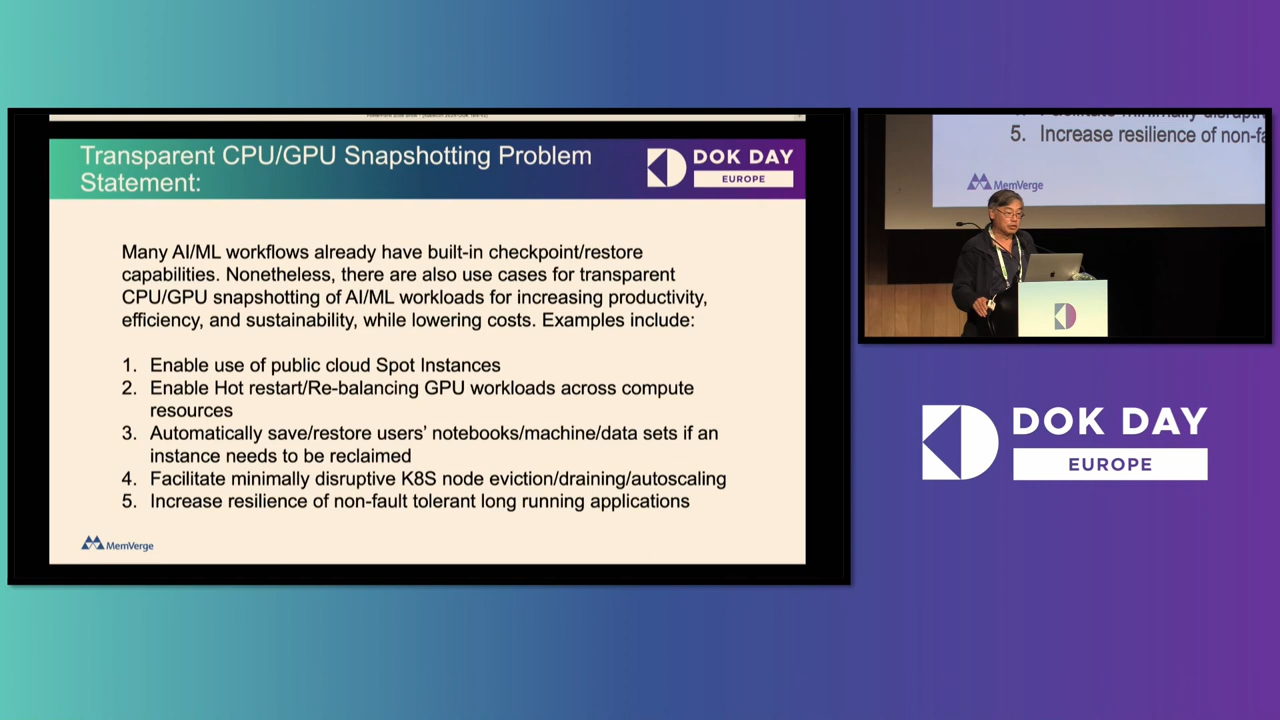 Transparent CPU/GPU Snapshotting Problem
Statement:
DOK DAY
EUROPE
Many AI/ML workflows already have built-in checkpoint/restore
capabilities. Nonetheless, there are also use cases for transparent
CPU/GPU snapshotting of AI/ML workloads for increasing productivity,
efficiency, and sustainability, while lowering costs. Examples include:
1. Enable use of public cloud Spot Instances
2. Enable Hot restart/Re-balancing GPU workloads across compute
resources
3. Automatically save/restore users’ notebooks/machine/data sets if an
instance needs to be reclaimed
4. Facilitate minimally disruptive K8S node eviction/draining/autoscaling
5. Increase resilience of non-fault tolerant long running applications
MemVerge
5. Increase resilience of non-fa
MemVerge
DOK DAY
EUROPE